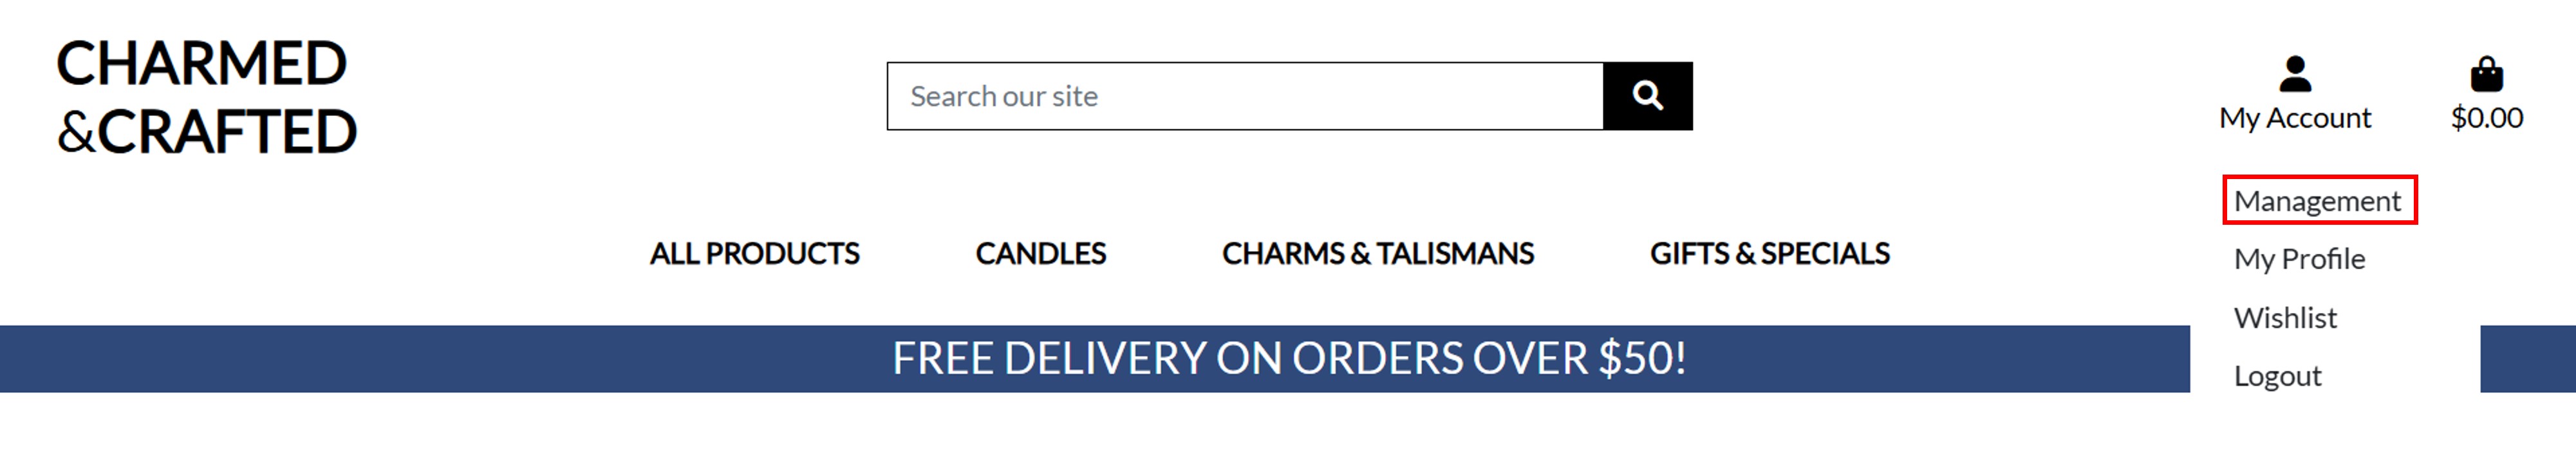 CHARMED
&CRAFTED
Search our site
My Account
$0.00
Management
My Profile
Wishlist
Logout
ALL PRODUCTS CANDLES CHARMS & TALISMANS GIFTS & SPECIALS
FREE DELIVERY ON ORDERS OVER $50!